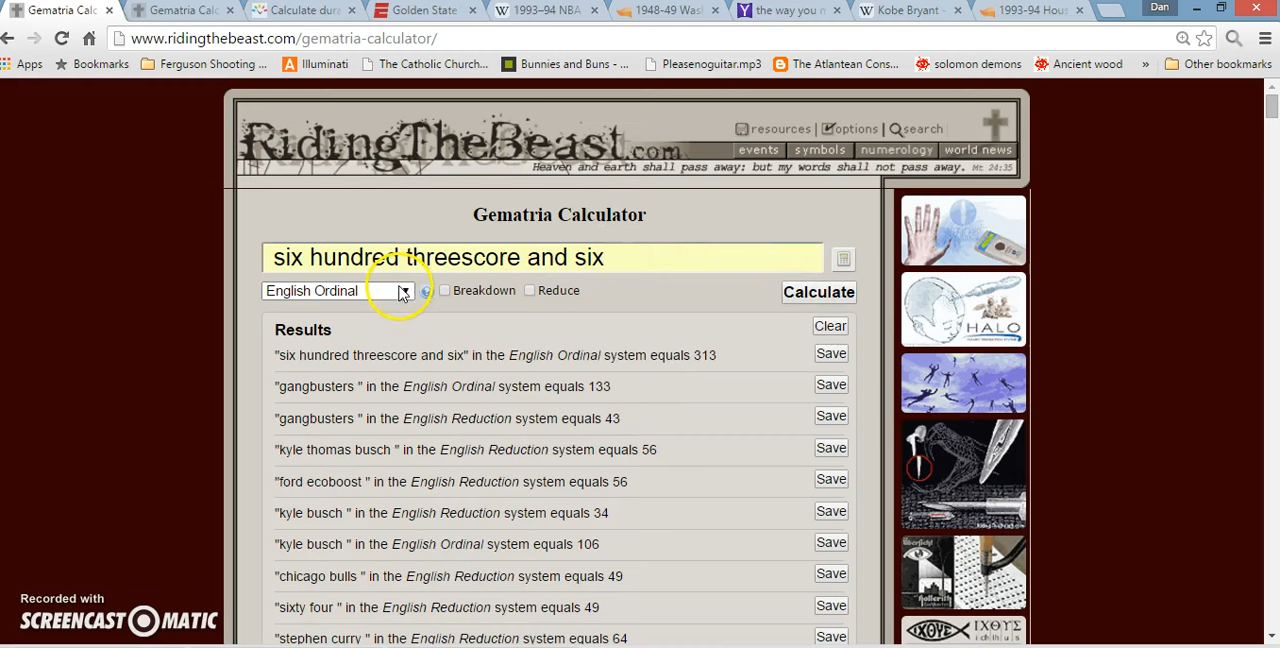 Gematria Calc
Gematria Calc
Calculate dura
Golden State
1993–94 NBA
1948-49 Wash
the way you m
Kobe Bryant -
1993-94 Hous
Dan
www.ridingthebeast.com/gematria-calculator/
Apps
Bookmarks
Ferguson Shooting ...
Illuminati
The Catholic Church...
Bunnies and Buns - ...
Pleasenoguitar.mp3
The Atlantean Cons...
solomon demons
Ancient wood
»
Other bookmarks
RidingTheBeast.com
resources | options | search
events | symbols | numerology | world news
Heaven and earth shall pass away: but my words shall not pass away. Mt 24:35
Gematria Calculator
six hundred threescore and six
English Ordinal
Breakdown
Reduce
Calculate
Results
Clear
"six hundred threescore and six" in the English Ordinal system equals 313
Save
"gangbusters " in the English Ordinal system equals 133
Save
"gangbusters " in the English Reduction system equals 43
Save
"kyle thomas busch " in the English Reduction system equals 56
Save
"ford ecoboost " in the English Reduction system equals 56
Save
busch " in the English Reduction system equals 34
Save
"kyle busch " in the English Ordinal system equals 106
Save
"chicago bulls " in the English Reduction system equals 49
Save
"sixty four " in the English Reduction system equals 49
Save
"stephen curry " in the English Reduction system equals 64
Save
HALO
ΙΧΘΥΣ
Recorded with
SCREENCAST-O-MATIC